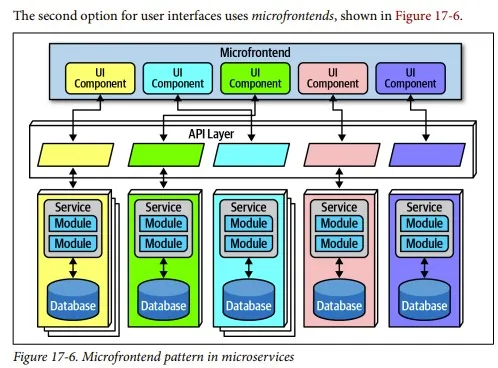 The second option for user interfaces uses microfrontends, shown in Figure 17-6.
Microfrontend
UI UI UI UI UI
Component Component Component Component Component
API Layer
Service Service Service Service Service
Module Module Module Module Module
Module Module Module Module Module
Database Database Database Database Database
Figure 17-6. Microfrontend pattern in microservices